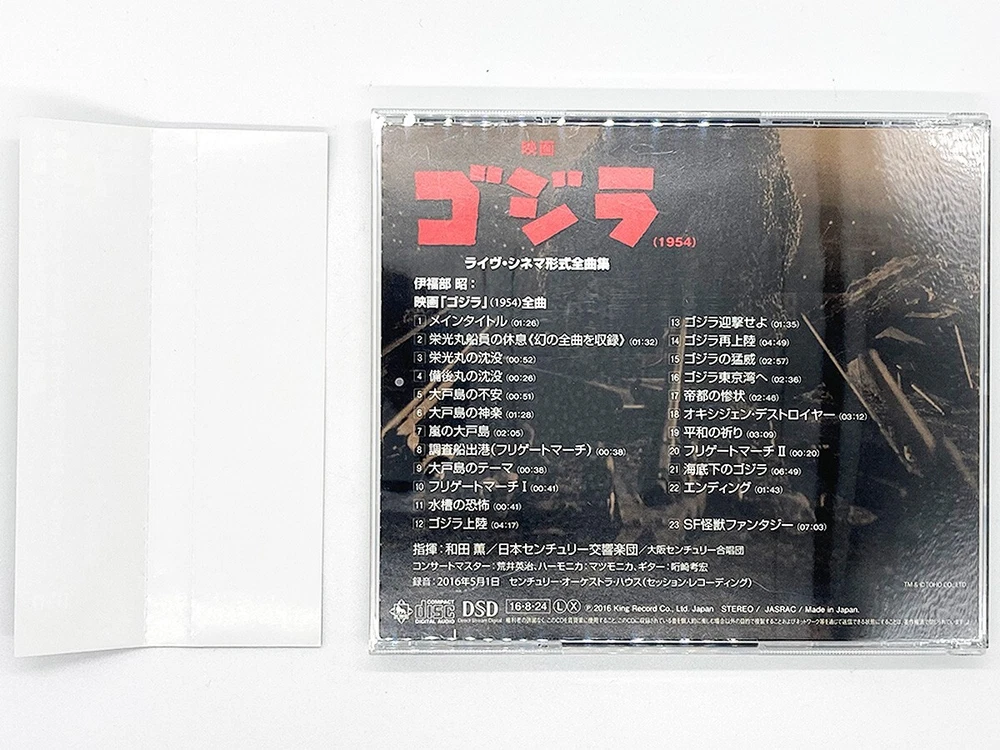 映画
ゴジラ
(1954)
ライヴ・シネマ形式全曲集
伊福部 昭：
映画「ゴジラ」(1954)全曲
1 メインタイトル (01:26)
2 栄光丸船員の休息《幻の全曲を収録》 (01:32)
3 栄光丸の沈没 (00:52)
4 備後丸の沈没 (00:26)
5 大戸島の不安 (00:51)
6 大戸島の神楽 (01:28)
7 嵐の大戸島 (02:05)
8 調査船出港(フリゲートマーチ) (00:38)
9 大戸島のテーマ (00:38)
10 フリゲートマーチⅠ (00:41)
11 水槽の恐怖 (00:41)
12 ゴジラ上陸 (04:17)
13 ゴジラ迎撃せよ (01:35)
14 ゴジラ再上陸 (04:49)
15 ゴジラの猛威 (02:57)
16 ゴジラ東京湾へ (02:36)
17 帝都の惨状 (02:46)
18 オキシジェン・デストロイヤー (03:12)
19 平和の祈り (03:09)
20 フリゲートマーチⅡ (00:20)
21 海底下のゴジラ (06:49)
22 エンディング (01:43)
23 SF怪獣ファンタジー (07:03)
指揮：和田 薫／日本センチュリー交響楽団／大阪センチュリー合唱団
コンサートマスター：荒井英治、ハーモニカ：マツモニカ、ギター：畍崎考宏
録音：2016年5月1日 センチュリー・オーケストラ・ハウス(セッション・レコーディング)
TM & © TOHO CO., LTD.
COMPACT disc DIGITAL AUDIO DSD Direct Stream Digital 16・8・24 L X ℗ 2016 King Record Co., Ltd. Japan STEREO / JASRAC / Made in Japan.